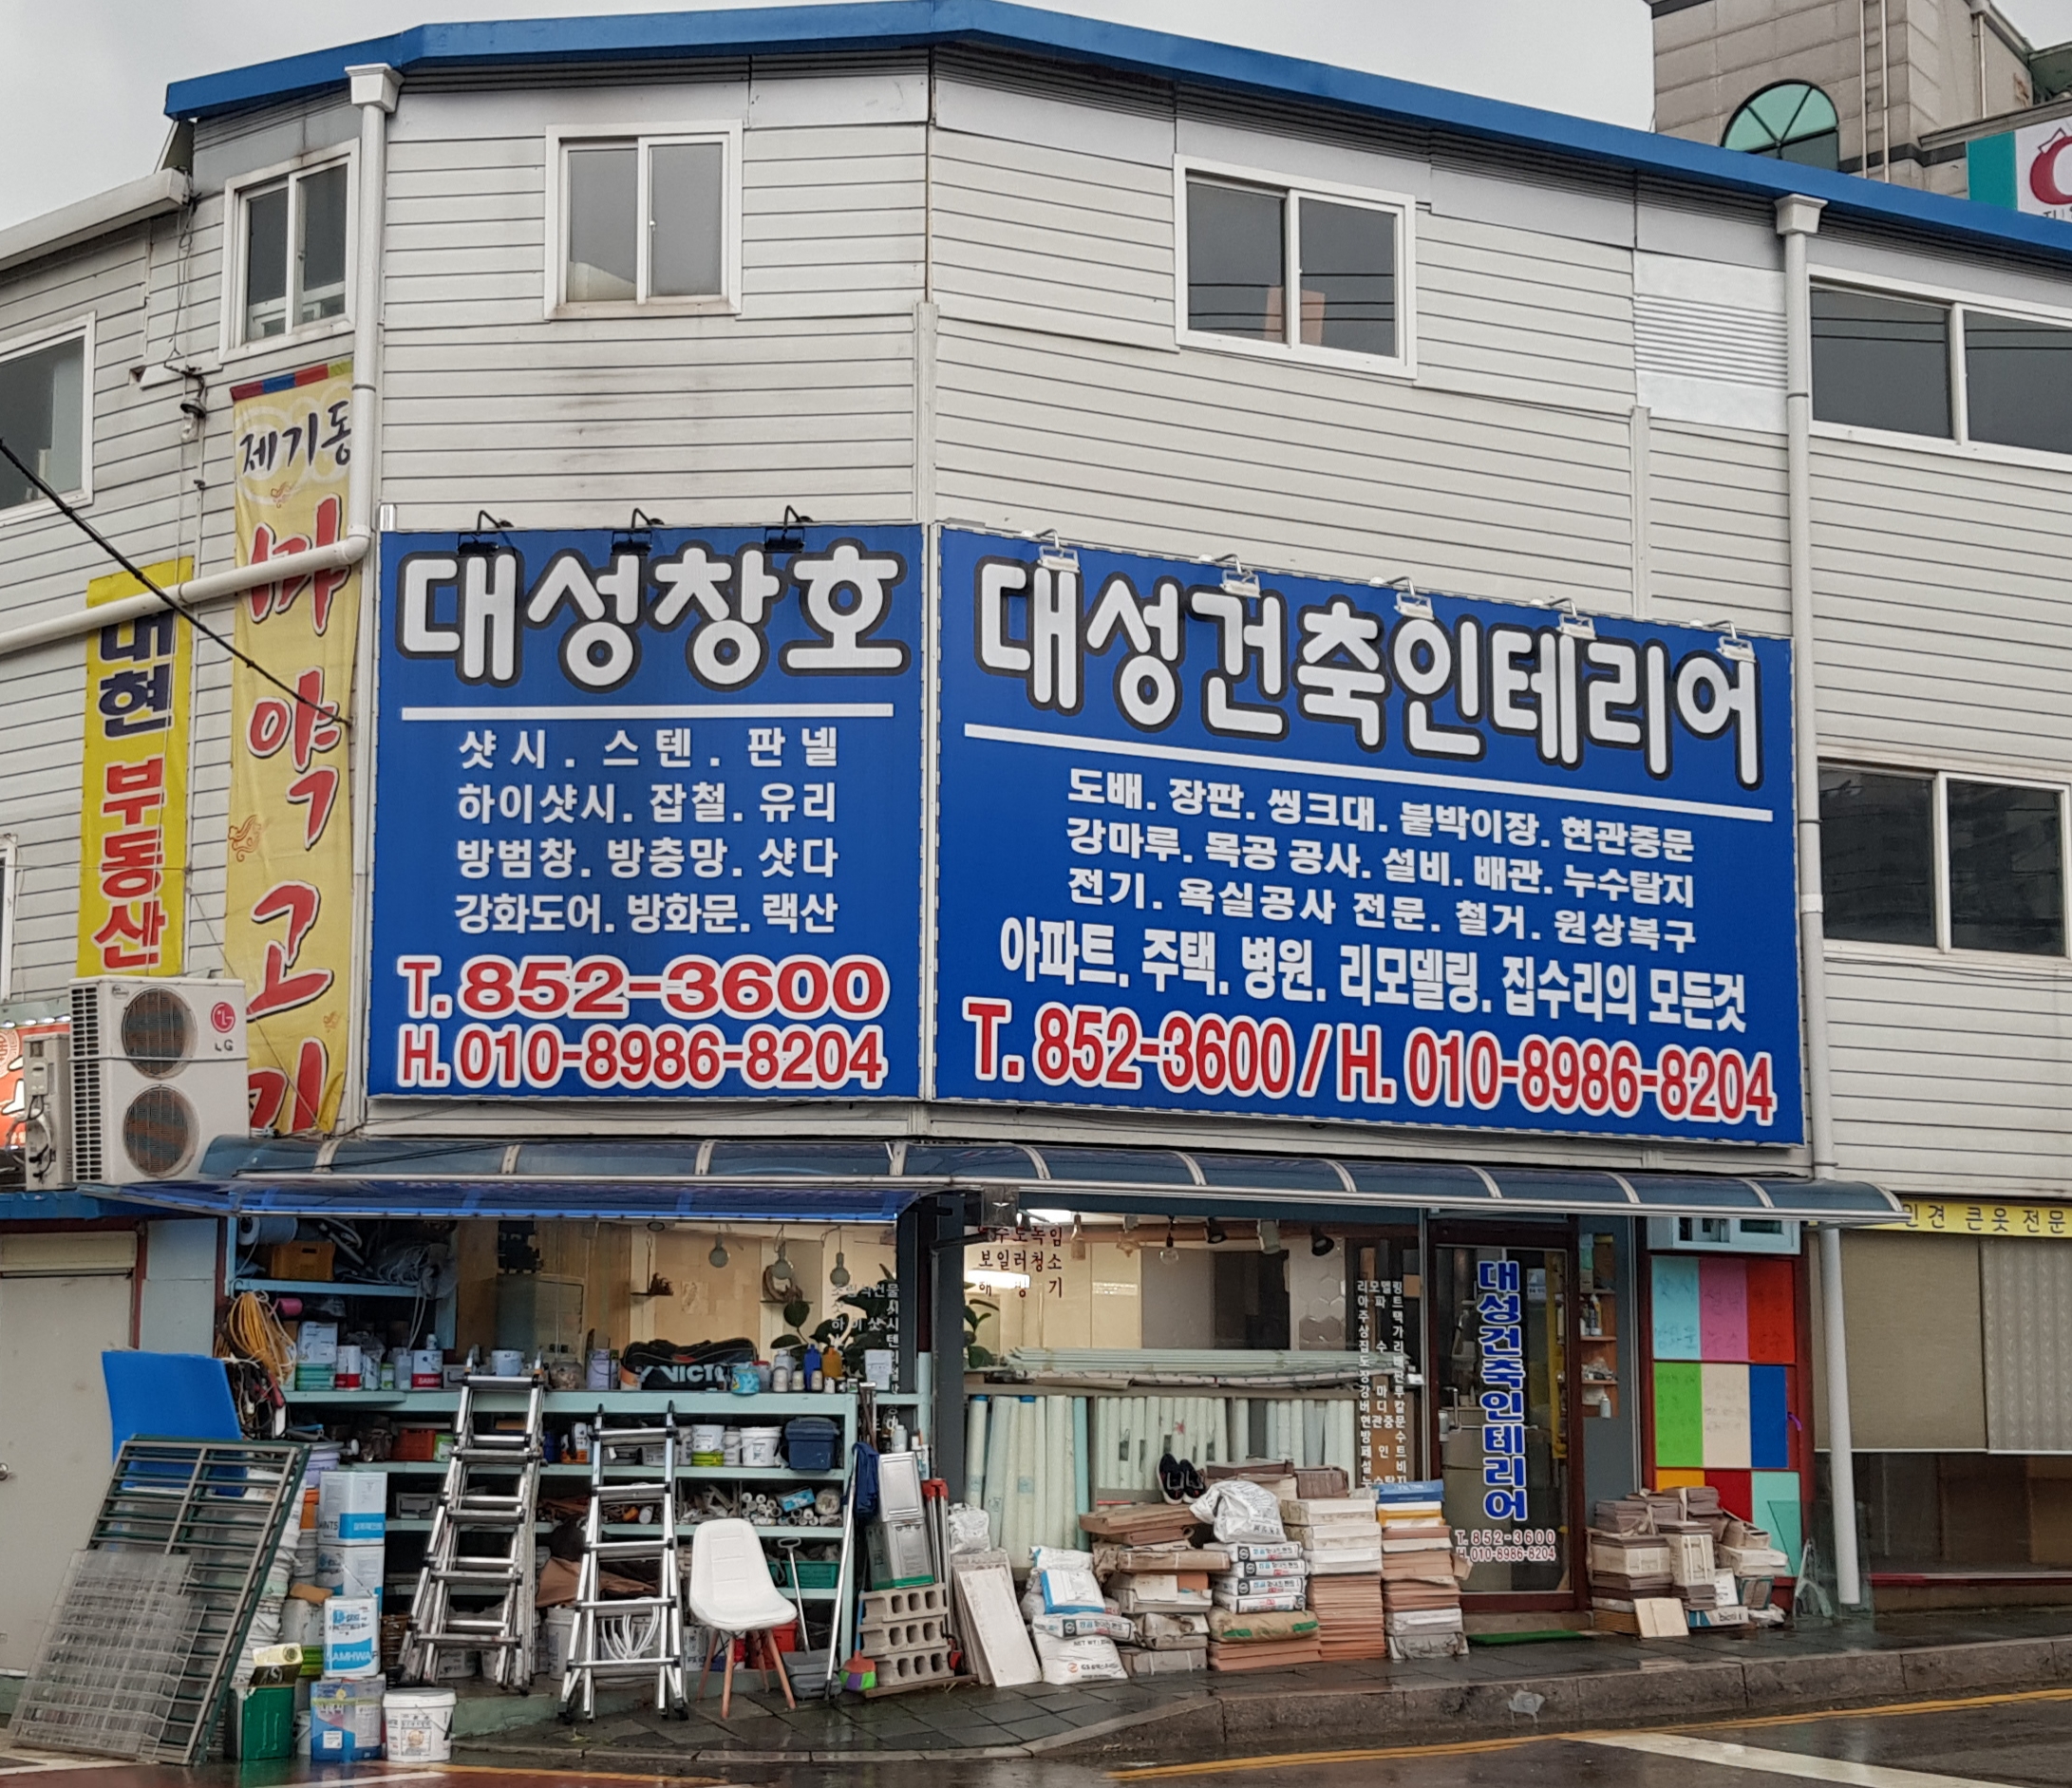 제기동
마약고기
대현 부동산
대성창호
샷시. 스텐. 판넬
하이샷시. 잡철. 유리
방범창. 방충망. 샷다
강화도어. 방화문. 랙산
T. 852-3600
H. 010-8986-8204
대성건축인테리어
도배. 장판. 씽크대. 붙박이장. 현관중문
강마루. 목공 공사. 설비. 배관. 누수탐지
전기. 욕실공사 전문. 철거. 원상복구
아파트. 주택. 병원. 리모델링. 집수리의 모든것
T. 852-3600 / H. 010-8986-8204
LG
보일러청소
대성건축인테리어
T. 852-3600
H. 010-8986-8204
견 큰옷 전문
VICT
SAMHWA